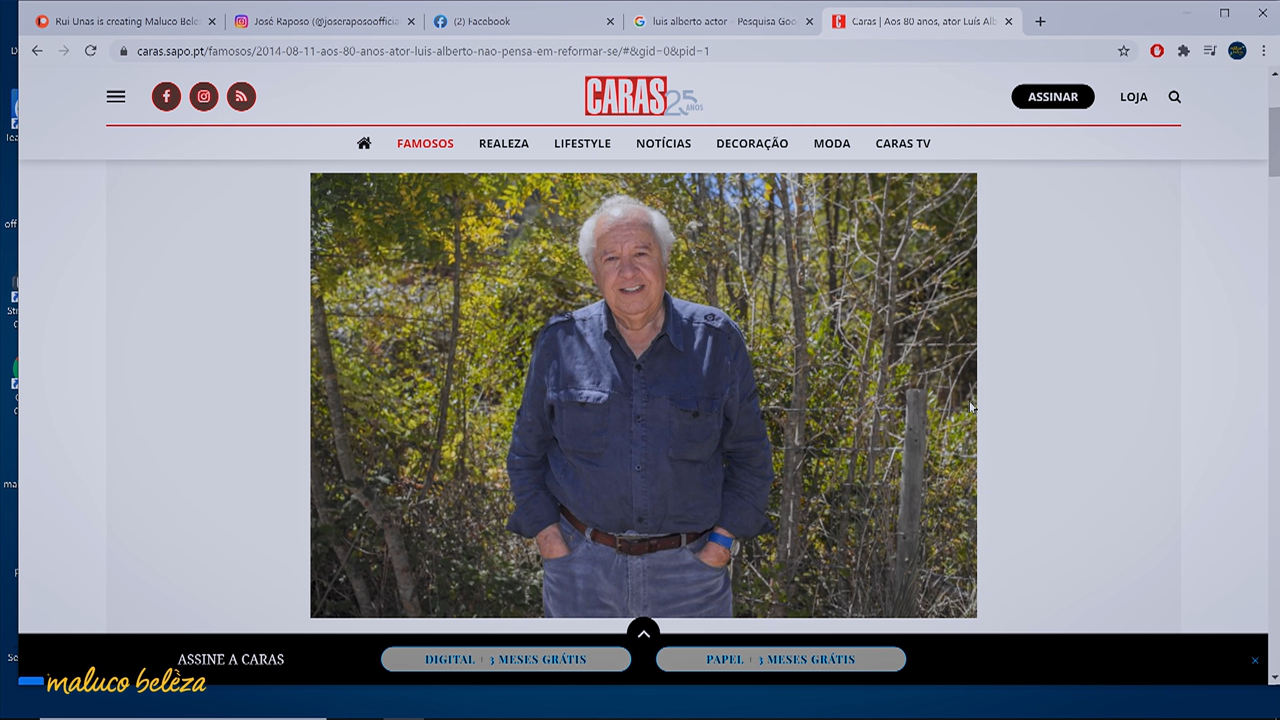 Rui Unas is creating Maluco Bele
José Raposo (@joseraposooficia
(2) Facebook
luis alberto actor - Pesquisa Goo
Caras | Aos 80 anos, ator Luís Alb
caras.sapo.pt/famosos/2014-08-11-aos-80-anos-ator-luis-alberto-nao-pensa-em-reformar-se/#&gid=0&pid=1
CARAS 25 ANOS
ASSINAR
LOJA
FAMOSOS
REALEZA
LIFESTYLE
NOTÍCIAS
DECORAÇÃO
MODA
CARAS TV
off
ASSINE A CARAS
DIGITAL + 3 MESES GRÁTIS
PAPEL + 3 MESES GRÁTIS
maluco belèza